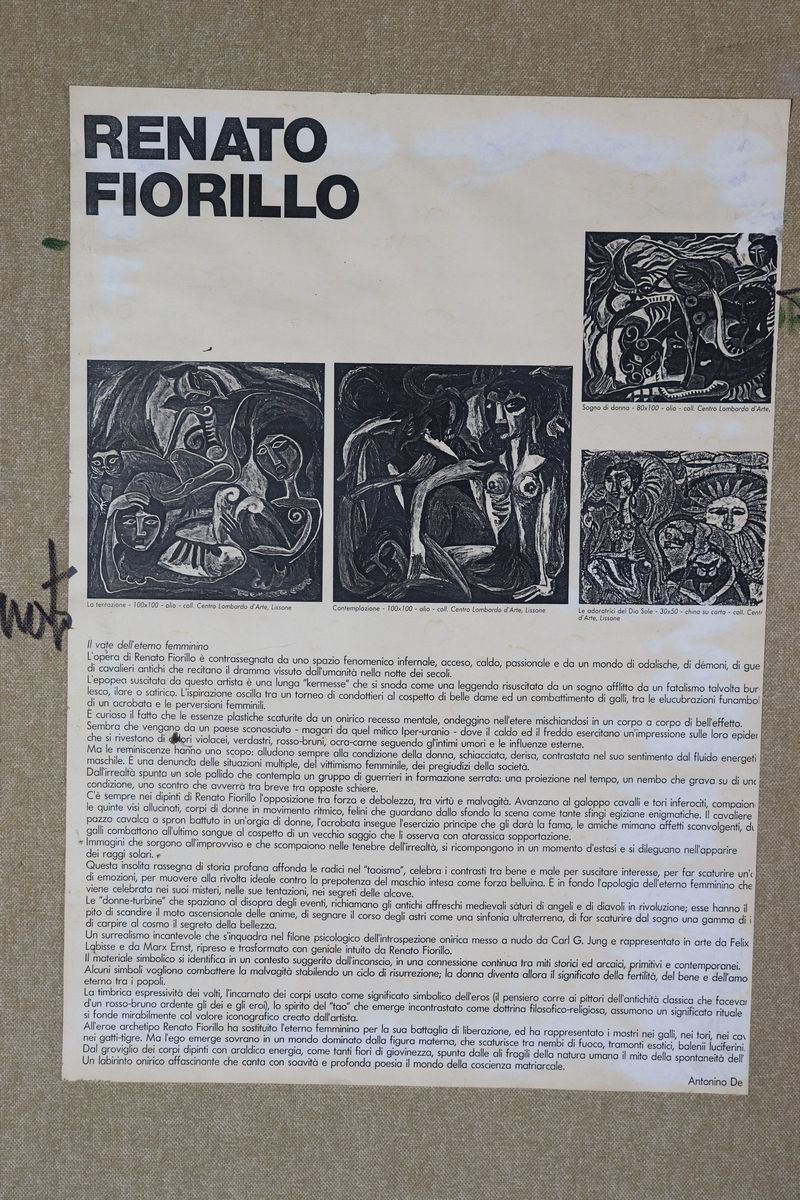 RENATO
FIORILLO
Sogno di donna - 80x100 - olio - coll. Centro Lombardo d'Arte,
La tentazione - 100x100 - olio - coll. Centro Lombardo d'Arte, Lissone
Contemplazione - 100x100 - olio - coll. Centro Lombardo d'Arte, Lissone
Le adoratrici del Dio Sole - 30x50 - china su carta - coll. Cent
d'Arte, Lissone
Il vate dell'eterno femminino
L'opera di Renato Fiorillo è contrassegnata da uno spazio fenomenico infernale, acceso, caldo, passionale e da un mondo di odalische, di démoni, di gue
di cavalieri antichi che recitano il dramma vissuto dall'umanità nella notte dei secoli.
L'epopea suscitata da questo artista è una lunga "kermesse" che si snoda come una leggenda risuscitata da un sogno afflitto da un fatalismo talvolta bur
lesco, ilare o satirico. L'ispirazione oscilla tra un torneo di condottieri al cospetto di belle dame ed un combattimento di galli, tra le elucubrazioni funambol
di un acrobata e le perversioni femminili.
È curioso il fatto che le essenze plastiche scaturite da un onirico recesso mentale, ondeggino nell'etere mischiandosi in un corpo a corpo di bell'effetto.
Sembra che vengano da un paese sconosciuto - magari da quel mitico Iper-uranio - dove il caldo ed il freddo esercitano un'impressione sulle loro epider
che si rivestono di colori violacei, verdastri, rosso-bruni, ocra-carne seguendo gl'intimi umori e le influenze esterne.
Ma le reminiscenze hanno uno scopo: alludono sempre alla condizione della donna, schiacciata, derisa, contrastata nel suo sentimento dal fluido energeti
maschile. È una denuncia delle situazioni multiple, del vittimismo femminile, dei pregiudizi della società.
Dall'irrealtà spunta un sole pallido che contempla un gruppo di guerrieri in formazione serrata: una proiezione nel tempo, un nembo che grava su di una
condizione, uno scontro che avverrà tra breve tra opposte schiere.
C'è sempre nei dipinti di Renato Fiorillo l'opposizione tra forza e debolezza, tra virtù e malvagità. Avanzano al galoppo cavalli e tori inferociti, compaion
le quinte visi allucinati, corpi di donne in movimento ritmico, felini che guardano dallo sfondo la scena come tante sfingi egiziane enigmatiche. Il cavaliere
pazzo cavalca a spron battuto in un'orgia di donne, l'acrobata insegue l'esercizio principe che gli darà la fama, le amiche mimano affetti sconvolgenti, du
galli combattono all'ultimo sangue al cospetto di un vecchio saggio che li osserva con atarassica sopportazione.
Immagini che sorgono all'improvviso e che scompaiono nelle tenebre dell'irrealtà, si ricompongono in un momento d'estasi e si dileguano nell'apparire
dei raggi solari.
Questa insolita rassegna di storia profana affonda le radici nel "taoismo", celebra i contrasti tra bene e male per suscitare interesse, per far scaturire un'o
di emozioni, per muovere alla rivolta ideale contro la prepotenza del maschio intesa come forza belluina. È in fondo l'apologia dell'eterno femminino che
viene celebrata nei suoi misteri, nelle sue tentazioni, nei segreti delle alcove.
Le "donne-turbine" che spaziano al disopra degli eventi, richiamano gli antichi affreschi medievali sàturi di angeli e di diavoli in rivoluzione; esse hanno il
pito di scandire il moto ascensionale delle anime, di segnare il corso degli astri come una sinfonia ultraterrena, di far scaturire dal sogno una gamma di i
di carpire al cosmo il segreto della bellezza.
Un surrealismo incantevole che s'inquadra nel filone psicologico dell'introspezione onirica messo a nudo da Carl G. Jung e rappresentato in arte da Felix
Labisse e da Marx Ernst, ripreso e trasformato con geniale intuito da Renato Fiorillo.
Il materiale simbolico si identifica in un contesto suggerito dall'inconscio, in una connessione continua tra miti storici ed arcaici, primitivi e contemporanei.
Alcuni simboli vogliono combattere la malvagità stabilendo un ciclo di risurrezione; la donna diventa allora il significato della fertilità, del bene e dell'amo
eterno tra i popoli.
La timbrica espressività dei volti, l'incarnato dei corpi usato come significato simbolico dell'eros (il pensiero corre ai pittori dell'antichità classica che facevan
d'un rosso-bruno ardente gli dei e gli eroi), lo spirito del "tao" che emerge incontrastato come dottrina filosofico-religiosa, assumono un significato rituale
si fonde mirabilmente col valore iconografico creato dall'artista.
All'eroe archetipo Renato Fiorillo ha sostituito l'eterno femminino per la sua battaglia di liberazione, ed ha rappresentato i mostri nei galli, nei tori, nei cav
nei gatti-tigre. Ma l'ego emerge sovrano in un mondo dominato dalla figura materna, che scaturisce tra nembi di fuoco, tramonti esotici, balenii luciferini.
Dal groviglio dei corpi dipinti con araldica energia, come tanti fiori di giovinezza, spunta dalle ali fragili della natura umana il mito della spontaneità dell'
Un labirinto onirico affascinante che canta con soavità e profonda poesia il mondo della coscienza matriarcale.
Antonino De